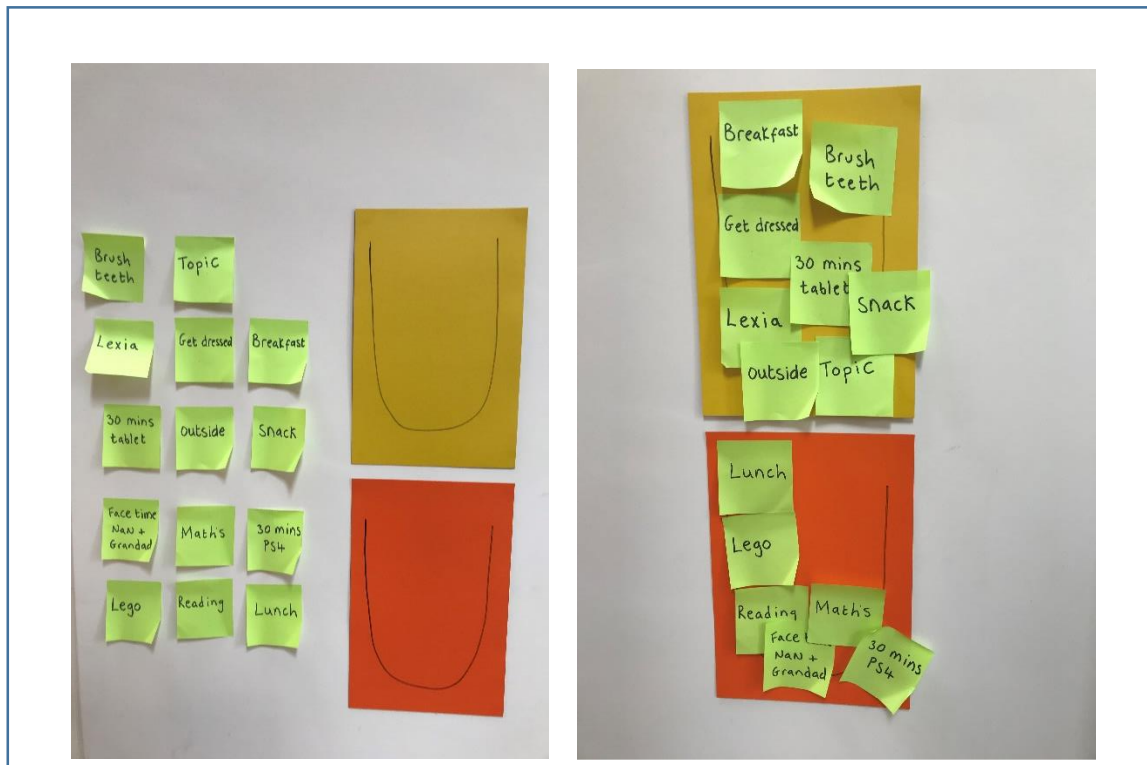 Brush
teeth
Topic
Lexia
Get dressed
Breakfast
30 mins
tablet
Outside
Snack
Face time
NaN +
Grandad
Math's
30 mins
PS4
Lego
Reading
Lunch
Breakfast
Brush
teeth
Get dressed
30 mins
tablet
Snack
Lexia
Outside
Topic
Lunch
Lego
Reading
Math's
Face t
NaN +
Grandad
30 mins
PS4